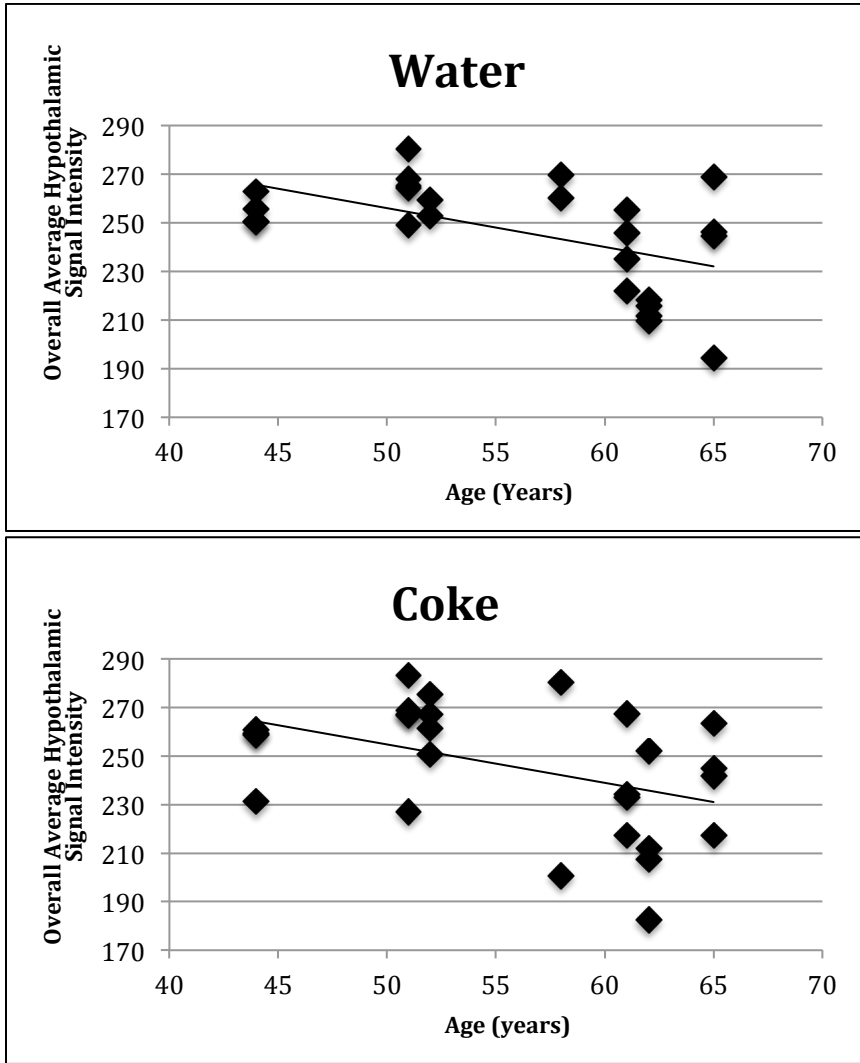 Water
Overall Average Hypothalamic
Signal Intensity
290
270
250
230
210
190
170
40 45 50 55 60 65 70
Age (Years)
Coke
Overall Average Hypothalamic
Signal Intensity
290
270
250
230
210
190
170
40 45 50 55 60 65 70
Age (years)